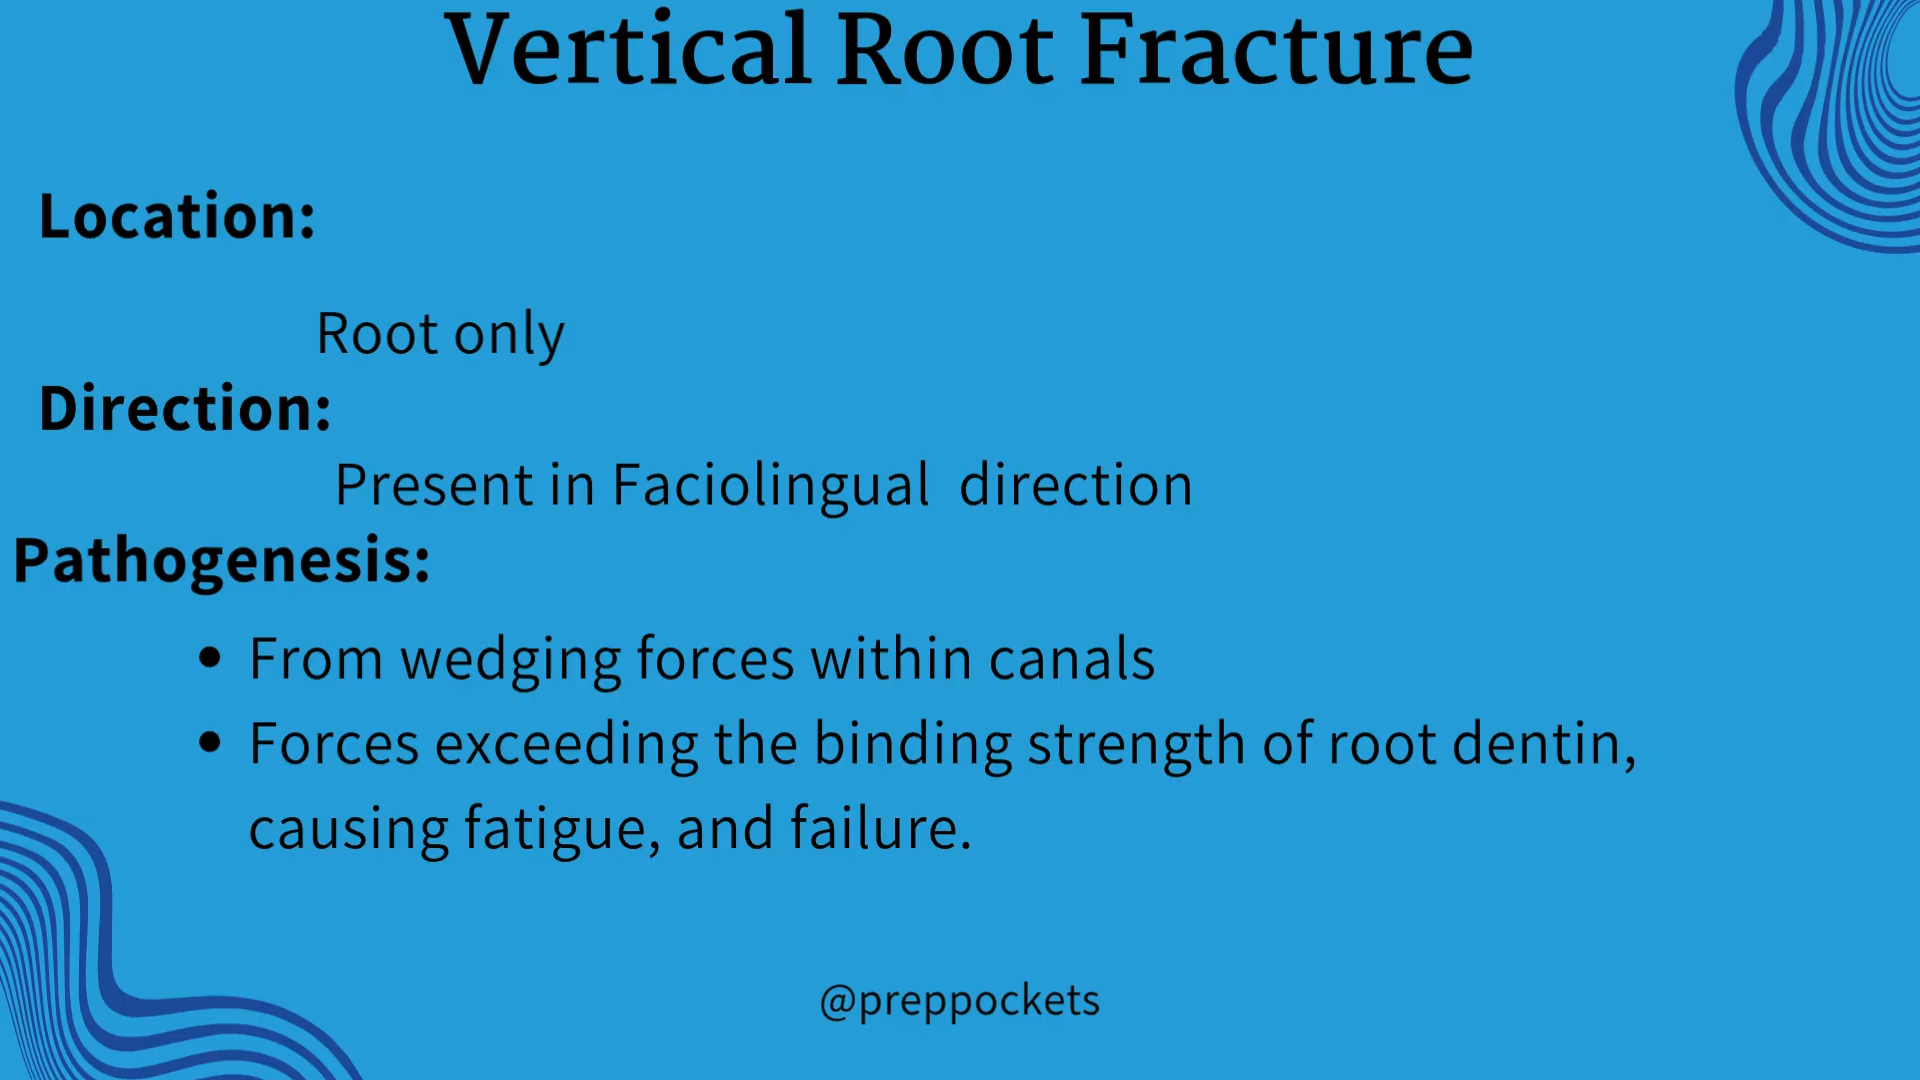 Vertical Root Fracture
Location:
Root only
Direction:
Present in Faciolingual  direction
Pathogenesis:
• From wedging forces within canals
• Forces exceeding the binding strength of root dentin,
causing fatigue, and failure.
@preppockets